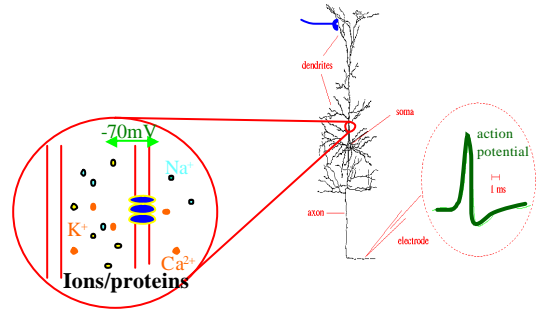 -70mV
Na⁺
K⁺
Ca²⁺
Ions/proteins
dendrites
soma
axon
electrode
action
potential
1 ms